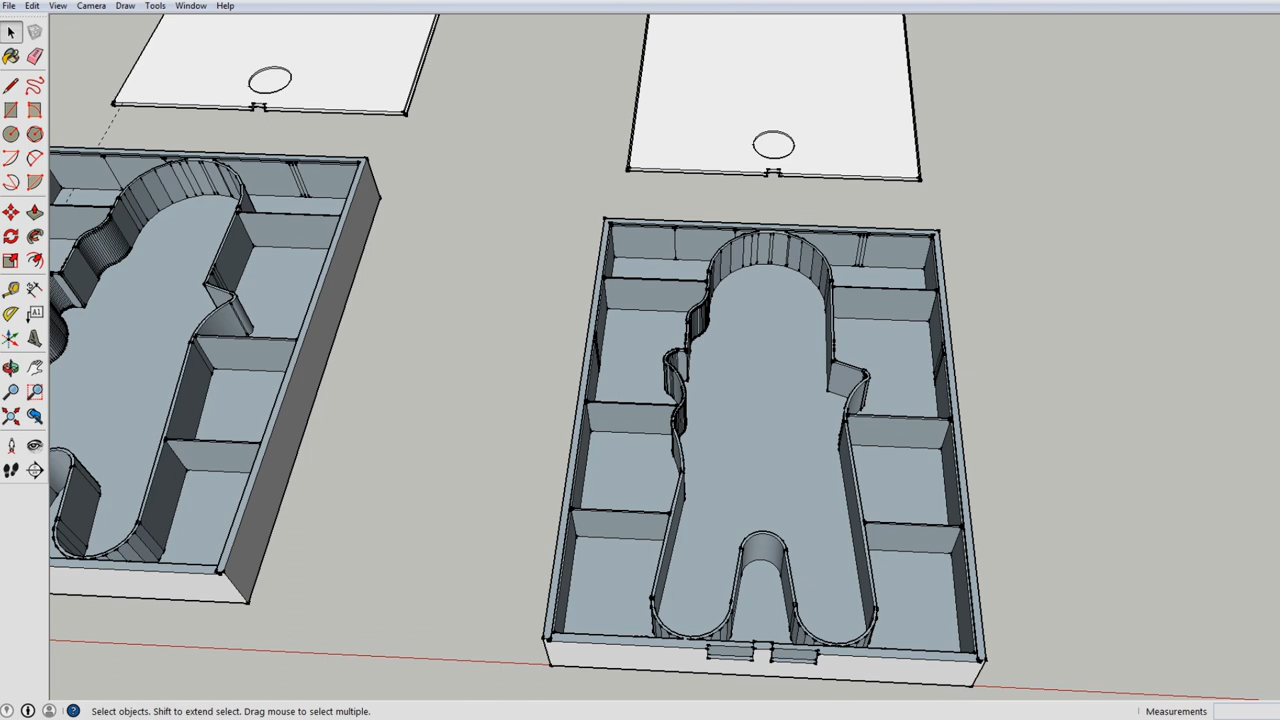 File Edit View Camera Draw Tools Window Help
A1
Select objects. Shift to extend select. Drag mouse to select multiple.
Measurements